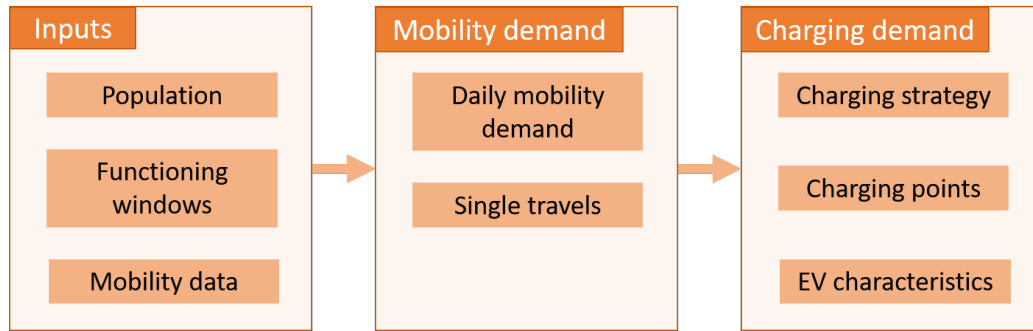 Inputs
Population
Functioning
windows
Mobility data
Mobility demand
Daily mobility
demand
Single travels
Charging demand
Charging strategy
Charging points
EV characteristics